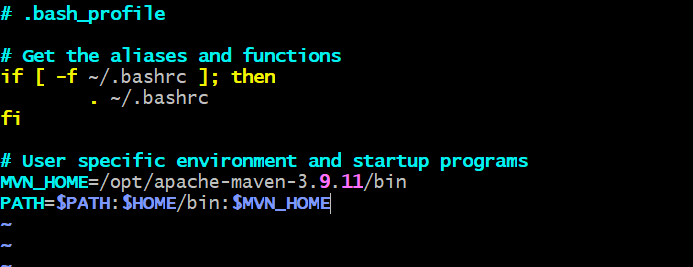 # .bash_profile
# Get the aliases and functions
if [ -f ~/.bashrc ]; then
. ~/.bashrc
fi
# User specific environment and startup programs
MVN_HOME=/opt/apache-maven-3.9.11/bin
PATH=$PATH:$HOME/bin:$MVN_HOME
~
~
~